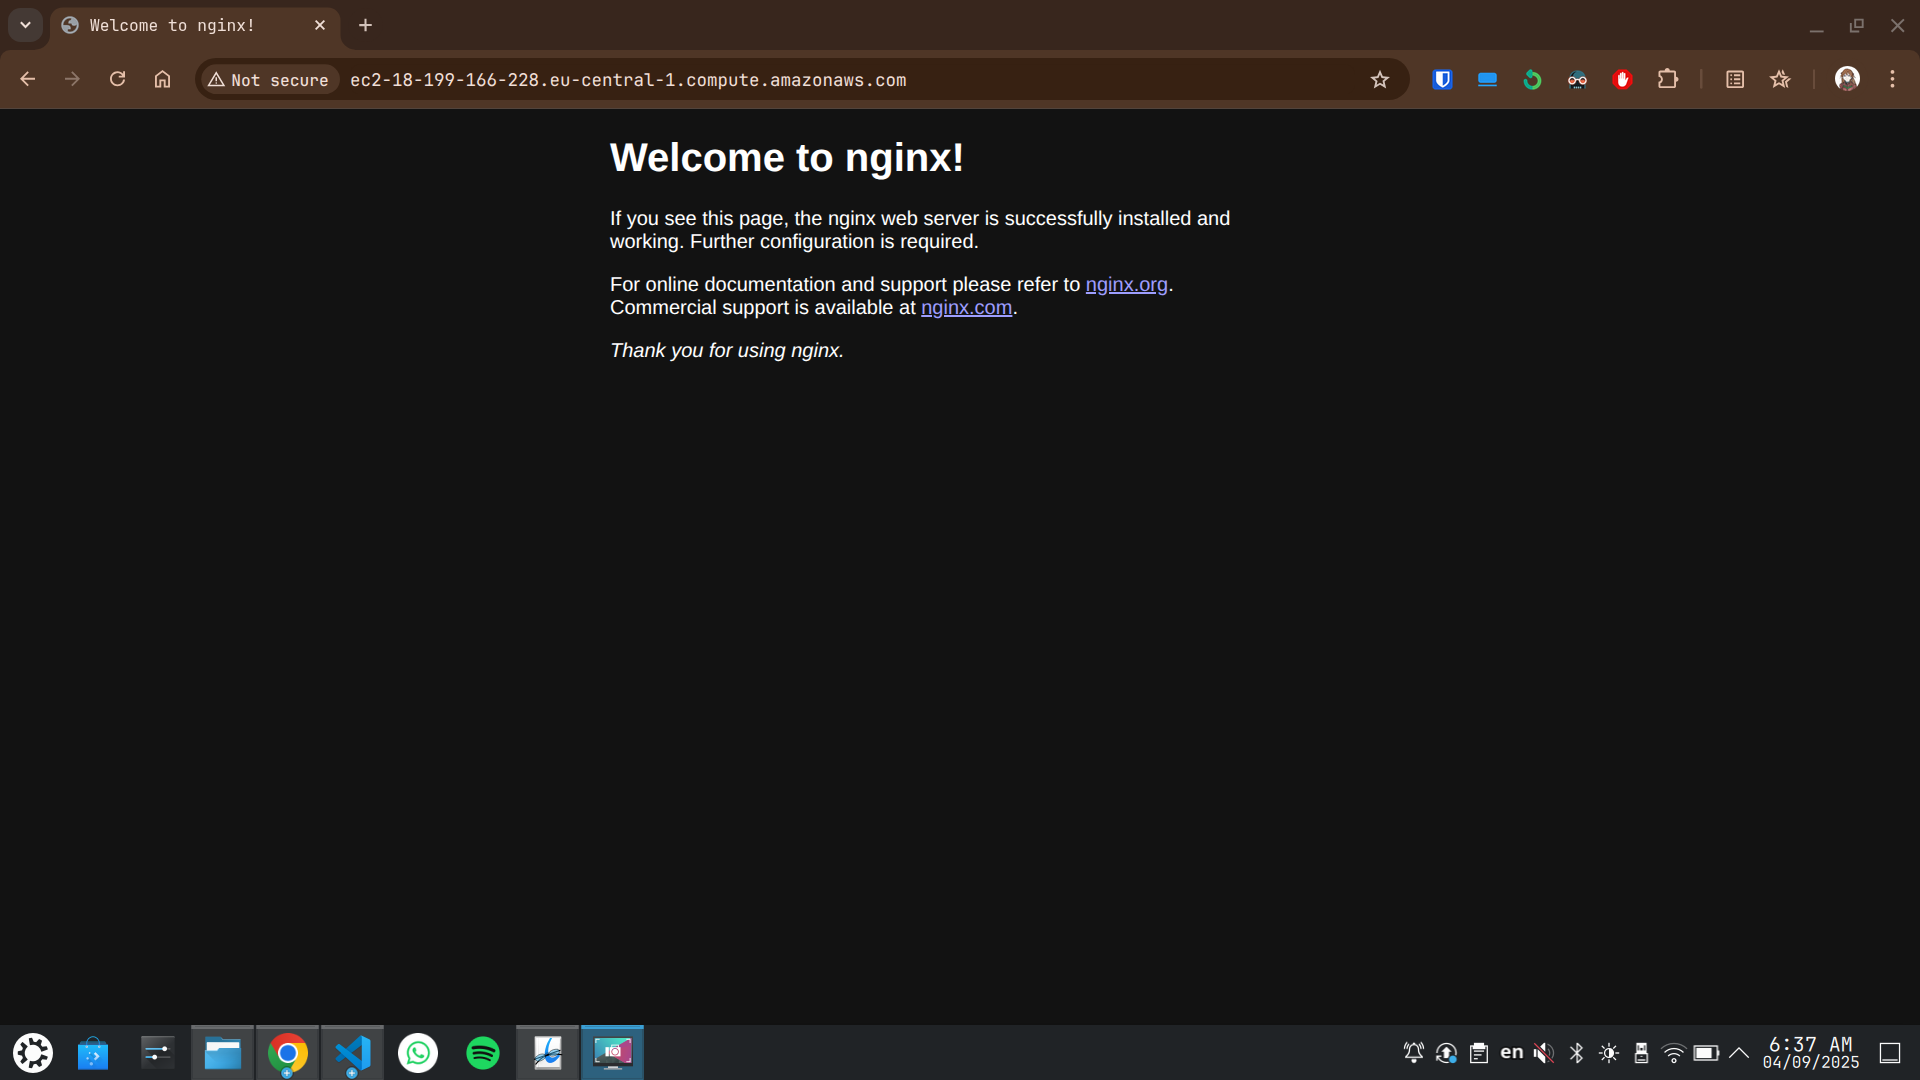 Welcome to nginx!
Not secure
ec2-18-199-166-228.eu-central-1.compute.amazonaws.com
Welcome to nginx!
If you see this page, the nginx web server is successfully installed and
working. Further configuration is required.
For online documentation and support please refer to nginx.org.
Commercial support is available at nginx.com.
Thank you for using nginx.
en
6:37 AM
04/09/2025